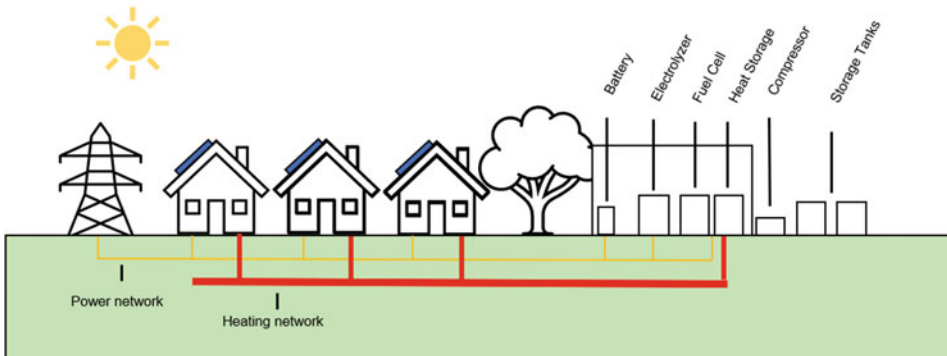 Battery
Electrolyzer
Fuel Cell
Heat Storage
Compressor
Storage Tanks
Power network
Heating network